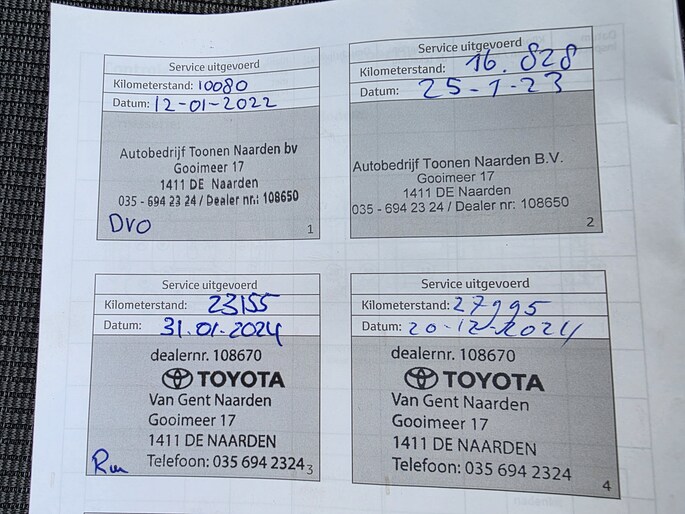 Service uitgevoerd
Kilometerstand: 10080
Datum: 12-01-2022
Autobedrijf Toonen Naarden bv
Gooimeer 17
1411 DE Naarden
035 - 694 23 24 / Dealer nr.: 108650
DVO
1
Service uitgevoerd
Kilometerstand: 16.828
Datum: 25-1-23
Autobedrijf Toonen Naarden B.V.
Gooimeer 17
1411 DE Naarden
035 - 694 23 24 / Dealer nr: 108650
2
Service uitgevoerd
Kilometerstand: 23155
Datum: 31.01-2024
dealernr. 108670
TOYOTA
Van Gent Naarden
Gooimeer 17
1411 DE NAARDEN
Telefoon: 035 694 2324
3
Service uitgevoerd
Kilometerstand: 27995
Datum: 20-12-2024
dealernr. 108670
TOYOTA
Van Gent Naarden
Gooimeer 17
1411 DE NAARDEN
Telefoon: 035 694 2324
4